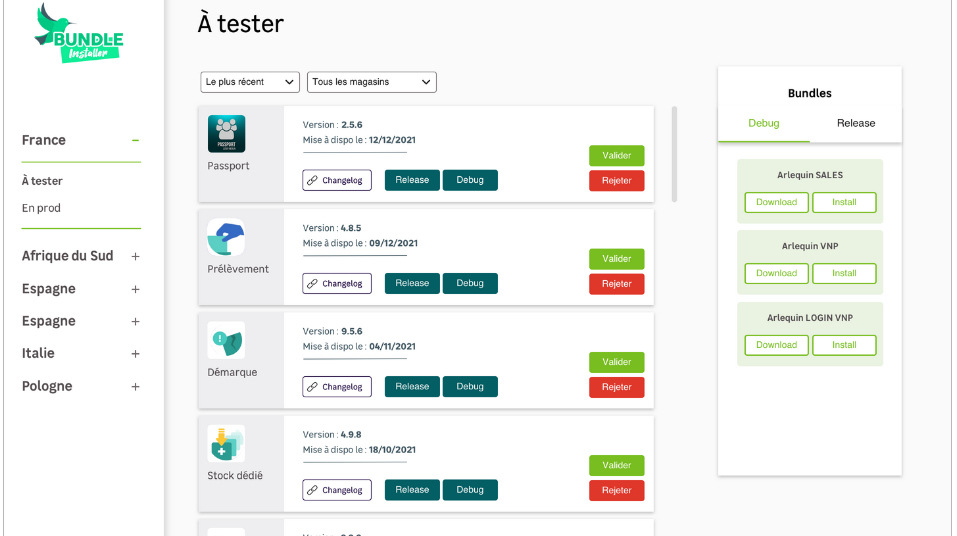 BUNDLE
Installer
France
À tester
En prod
Afrique du Sud
Espagne
Espagne
Italie
Pologne
À tester
Le plus récent
Tous les magasins
PASSPORT
Passport
Version : 2.5.6
Mise à dispo le : 12/12/2021
Changelog
Release
Debug
Valider
Rejeter
Prélèvement
Version : 4.8.5
Mise à dispo le : 09/12/2021
Changelog
Release
Debug
Valider
Rejeter
Démarque
Version : 9.5.6
Mise à dispo le : 04/11/2021
Changelog
Release
Debug
Valider
Rejeter
Stock dédié
Version : 4.9.8
Mise à dispo le : 18/10/2021
Changelog
Release
Debug
Valider
Rejeter
Bundles
Debug
Release
Arlequin SALES
Download
Install
Arlequin VNP
Download
Install
Arlequin LOGIN VNP
Download
Install